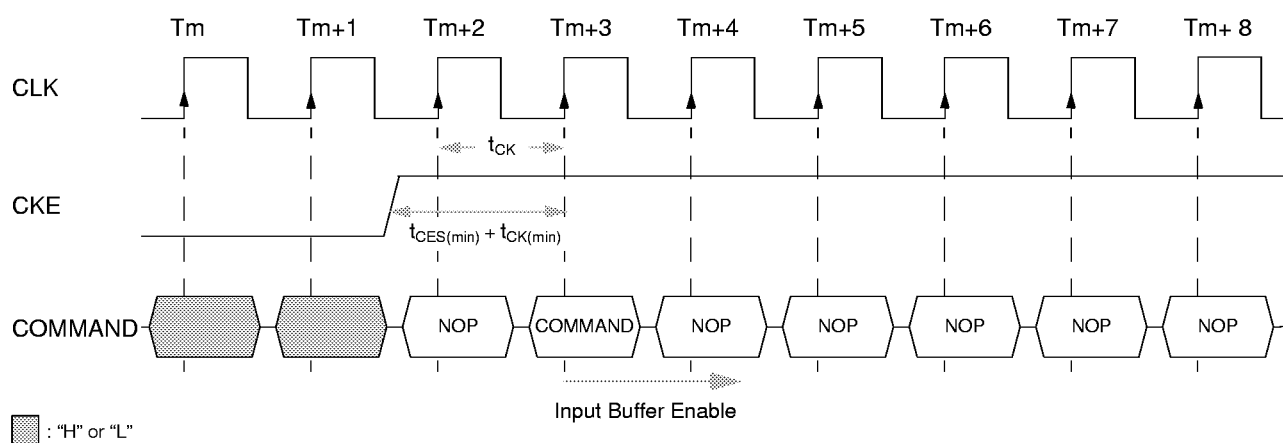 Tm Tm+1 Tm+2 Tm+3 Tm+4 Tm+5 Tm+6 Tm+7 Tm+ 8
CLK
tCK
CKE
tCES(min) + tCK(min)
COMMAND NOP COMMAND NOP NOP NOP NOP NOP
Input Buffer Enable
: “H” or “L”